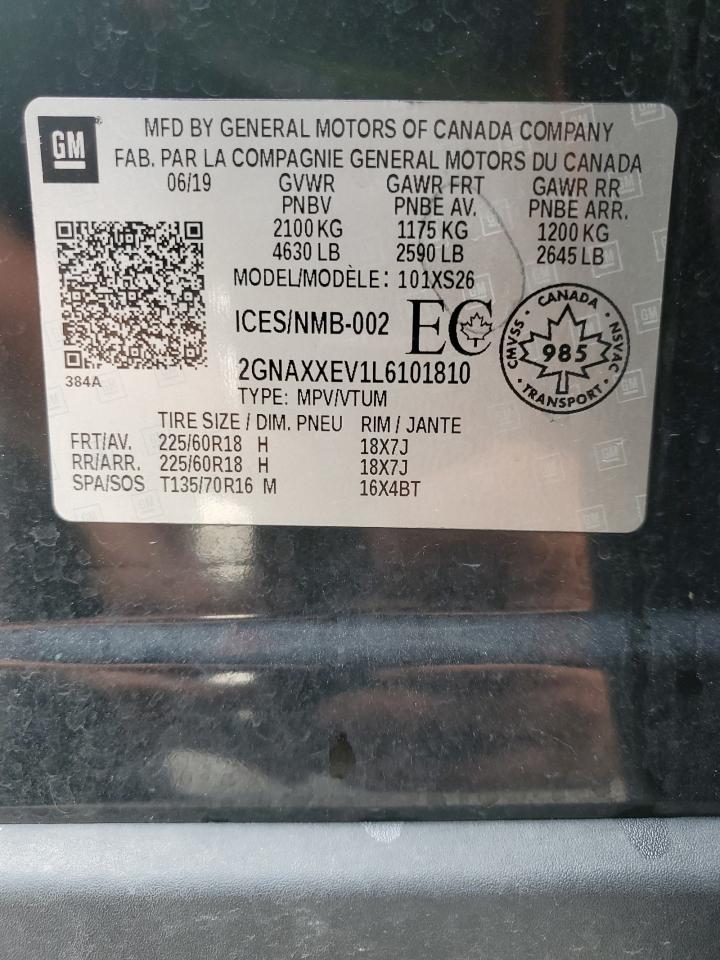 GM
MFD BY GENERAL MOTORS OF CANADA COMPANY
FAB. PAR LA COMPAGNIE GENERAL MOTORS DU CANADA
06/19 GVWR GAWR FRT GAWR RR
PNBV PNBE AV. PNBE ARR.
2100 KG 1175 KG 1200 KG
4630 LB 2590 LB 2645 LB
MODEL/MODÈLE: 101XS26
ICES/NMB-002 EC
CANADA
CMVSS · NSVAC
985
TRANSPORT
384A
2GNAXXEV1L6101810
TYPE: MPV/VTUM
TIRE SIZE / DIM. PNEU RIM / JANTE
FRT/AV. 225/60R18 H 18X7J
RR/ARR. 225/60R18 H 18X7J
SPA/SOS T135/70R16 M 16X4BT